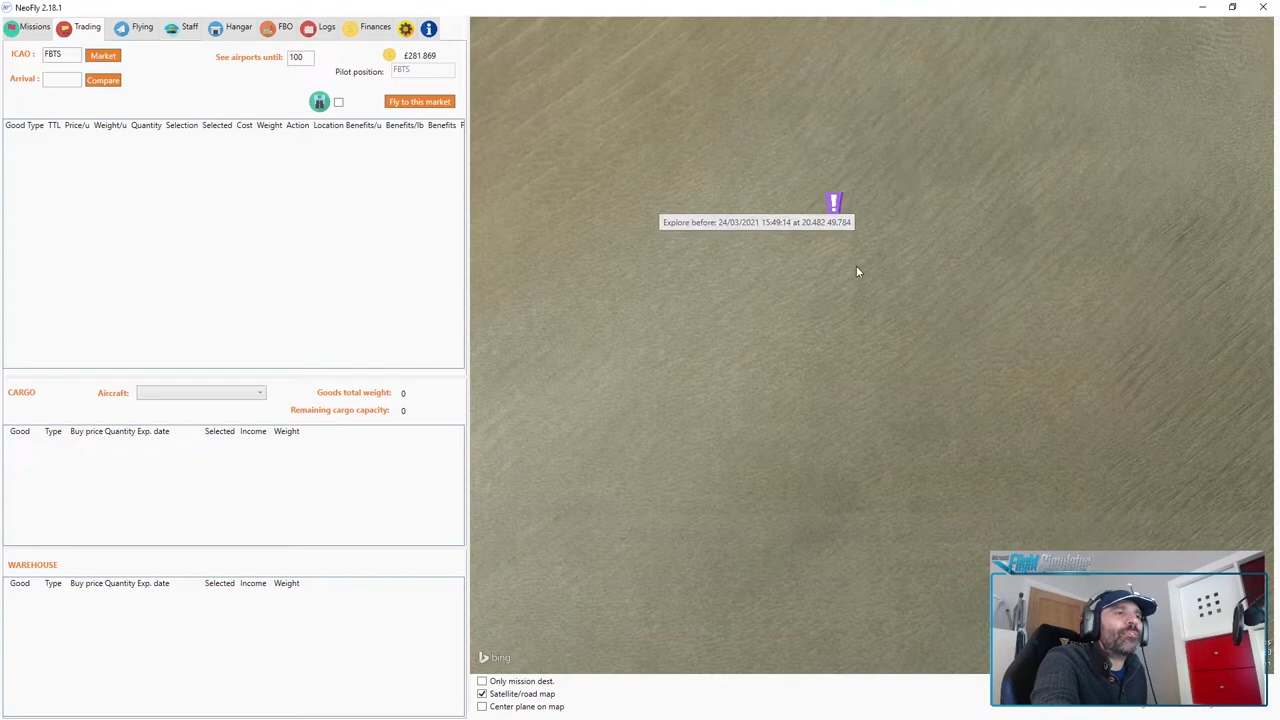 NeoFly 2.18.1
Missions Trading Flying Staff Hangar FBO Logs Finances
ICAO : FBTS Market See airports until: 100 £281.869
Pilot position: FBTS
Arrival : Compare
Fly to this market
Good Type TTL Price/u Weight/u Quantity Selection Selected Cost Weight Action Location Benefits/u Benefits/lb Benefits F
Explore before: 24/03/2021 15:49:14 at 20.482 49.784
CARGO Aircraft: Goods total weight: 0
Remaining cargo capacity: 0
Good Type Buy price Quantity Exp. date Selected Income Weight
WAREHOUSE
Good Type Buy price Quantity Exp. date Selected Income Weight
bing
Only mission dest.
Satellite/road map
Center plane on map
Microsoft
Flight Simulator